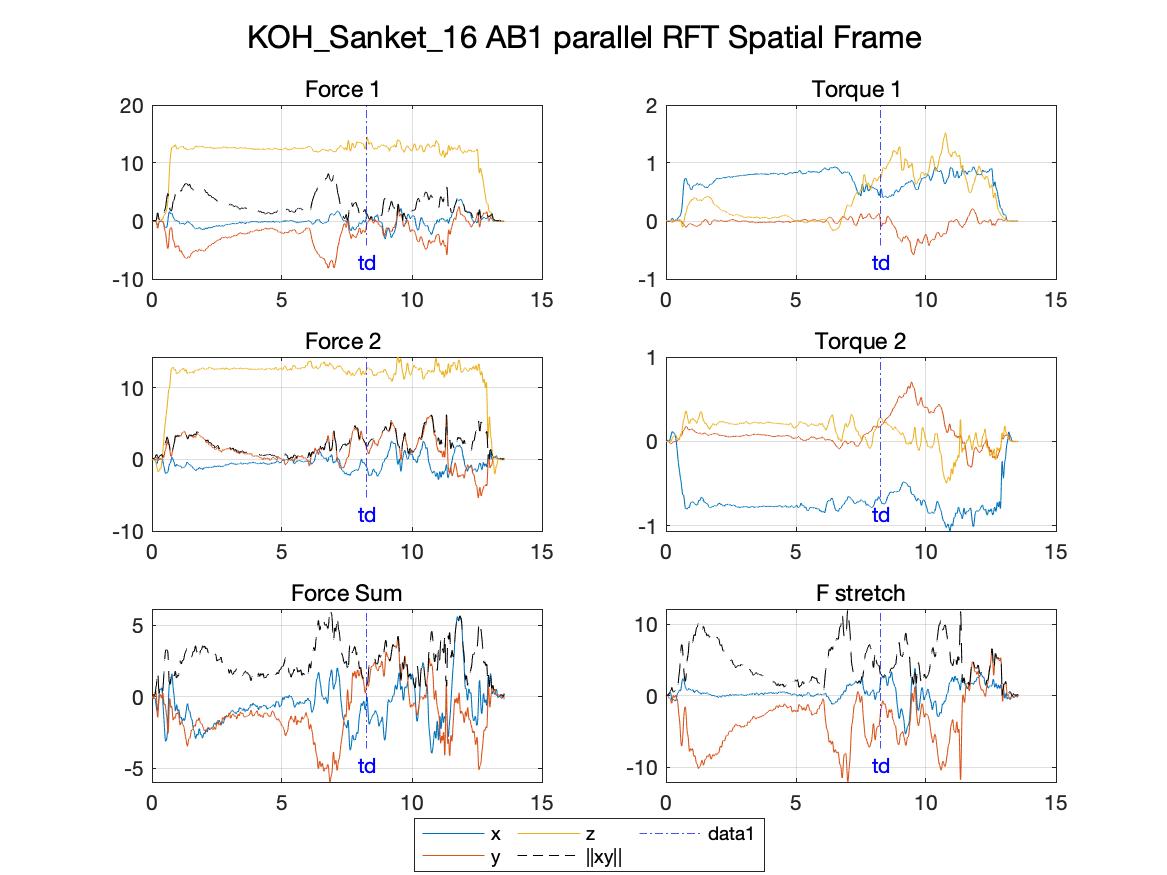 KOH_Sanket_16 AB1 parallel RFT Spatial Frame
Force 1
20
10
0
-10
td
0 5 10 15
Torque 1
2
1
0
-1
td
0 5 10 15
Force 2
10
0
-10
td
0 5 10 15
Torque 2
1
0
-1
td
0 5 10 15
Force Sum
5
0
-5
td
0 5 10 15
F stretch
10
0
-10
td
0 5 10 15
x z data1
y ||xy||